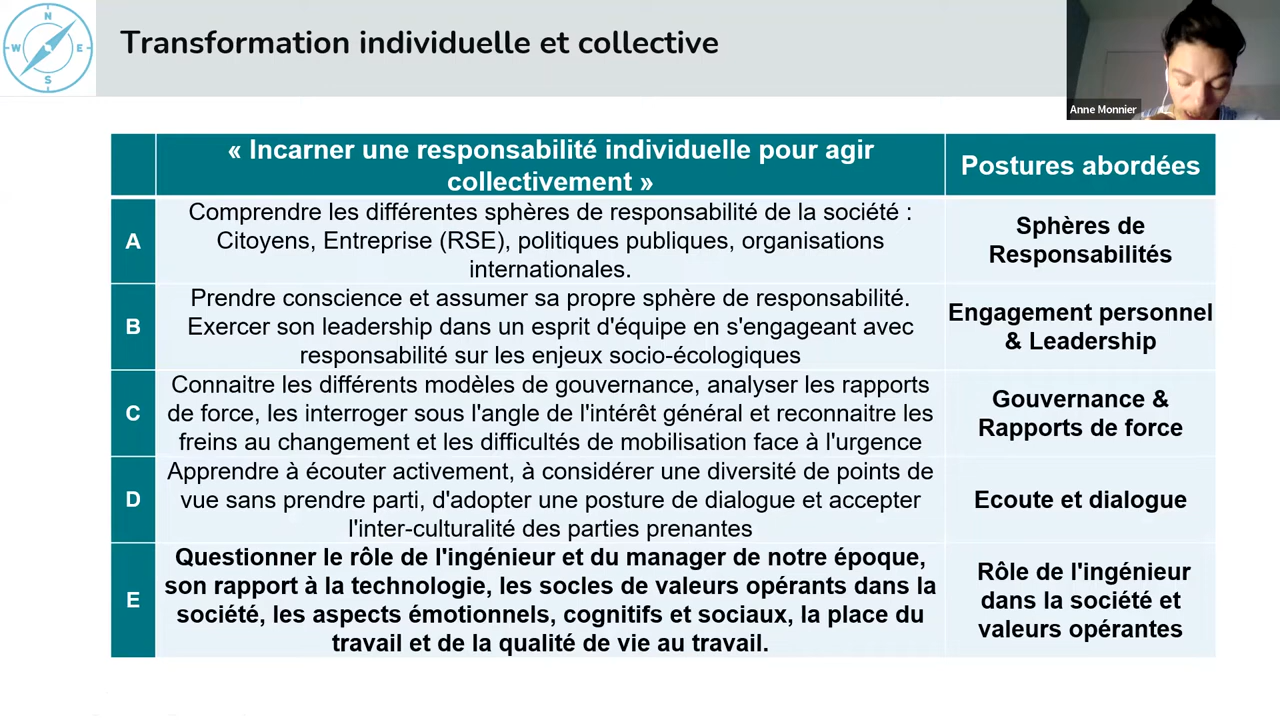 N
W E
S
Transformation individuelle et collective
Anne Monnier
« Incarner une responsabilité individuelle pour agir
collectivement »
Postures abordées
A
Comprendre les différentes sphères de responsabilité de la société :
Citoyens, Entreprise (RSE), politiques publiques, organisations
internationales.
Sphères de
Responsabilités
B
Prendre conscience et assumer sa propre sphère de responsabilité.
Exercer son leadership dans un esprit d'équipe en s'engageant avec
responsabilité sur les enjeux socio-écologiques
Engagement personnel
& Leadership
C
Connaitre les différents modèles de gouvernance, analyser les rapports
de force, les interroger sous l'angle de l'intérêt général et reconnaitre les
freins au changement et les difficultés de mobilisation face à l'urgence
Gouvernance &
Rapports de force
D
Apprendre à écouter activement, à considérer une diversité de points de
vue sans prendre parti, d'adopter une posture de dialogue et accepter
l'inter-culturalité des parties prenantes
Ecoute et dialogue
E
Questionner le rôle de l'ingénieur et du manager de notre époque,
son rapport à la technologie, les socles de valeurs opérants dans la
société, les aspects émotionnels, cognitifs et sociaux, la place du
travail et de la qualité de vie au travail.
Rôle de l'ingénieur
dans la société et
valeurs opérantes